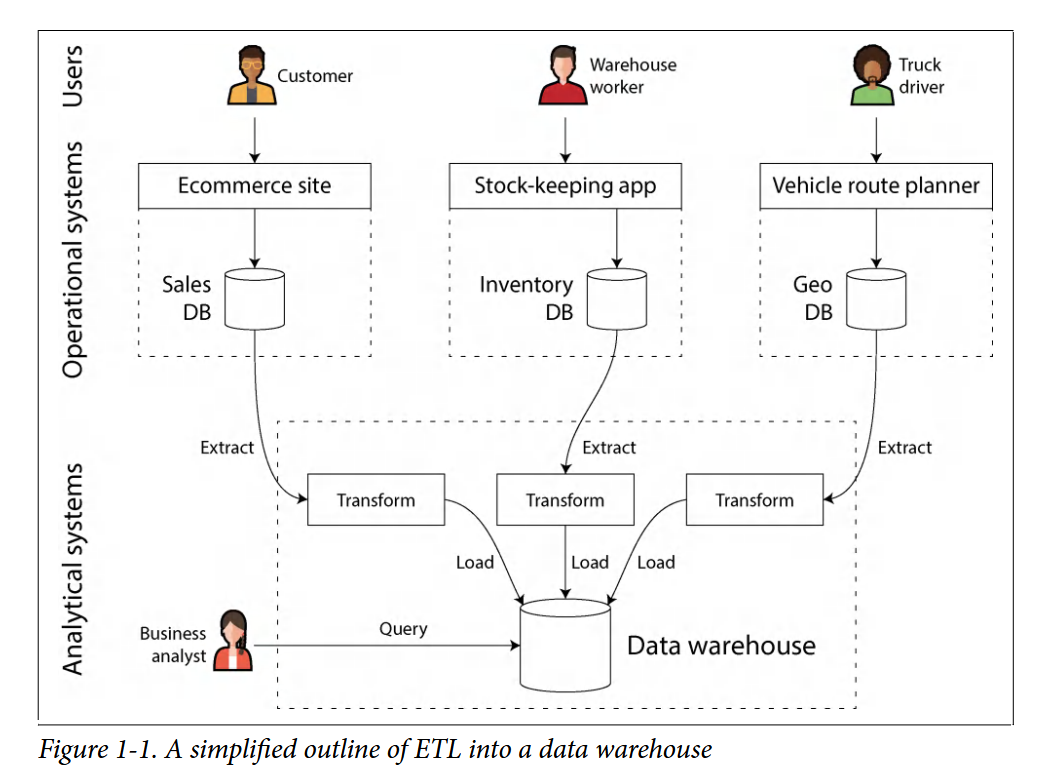 Users
Customer
Warehouse
worker
Truck
driver
Operational systems
Ecommerce site
Stock-keeping app
Vehicle route planner
Sales
DB
Inventory
DB
Geo
DB
Analytical systems
Extract
Extract
Extract
Transform
Transform
Transform
Load
Load
Load
Business
analyst
Query
Data warehouse
Figure 1-1. A simplified outline of ETL into a data warehouse